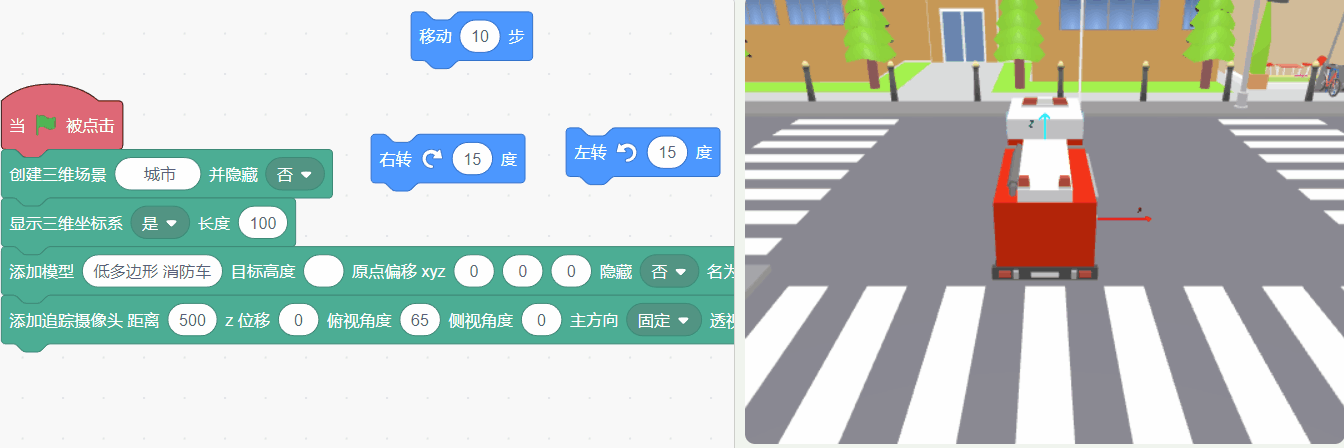 移动 10 步
当 被点击
右转 15 度
左转 15 度
创建三维场景 城市 并隐藏 否
显示三维坐标系 是 长度 100
添加模型 低多边形 消防车 目标高度 原点偏移 xyz 0 0 0 隐藏 否 名为
添加追踪摄像头 距离 500 z 位移 0 俯视角度 65 侧视角度 0 主方向 固定 透视